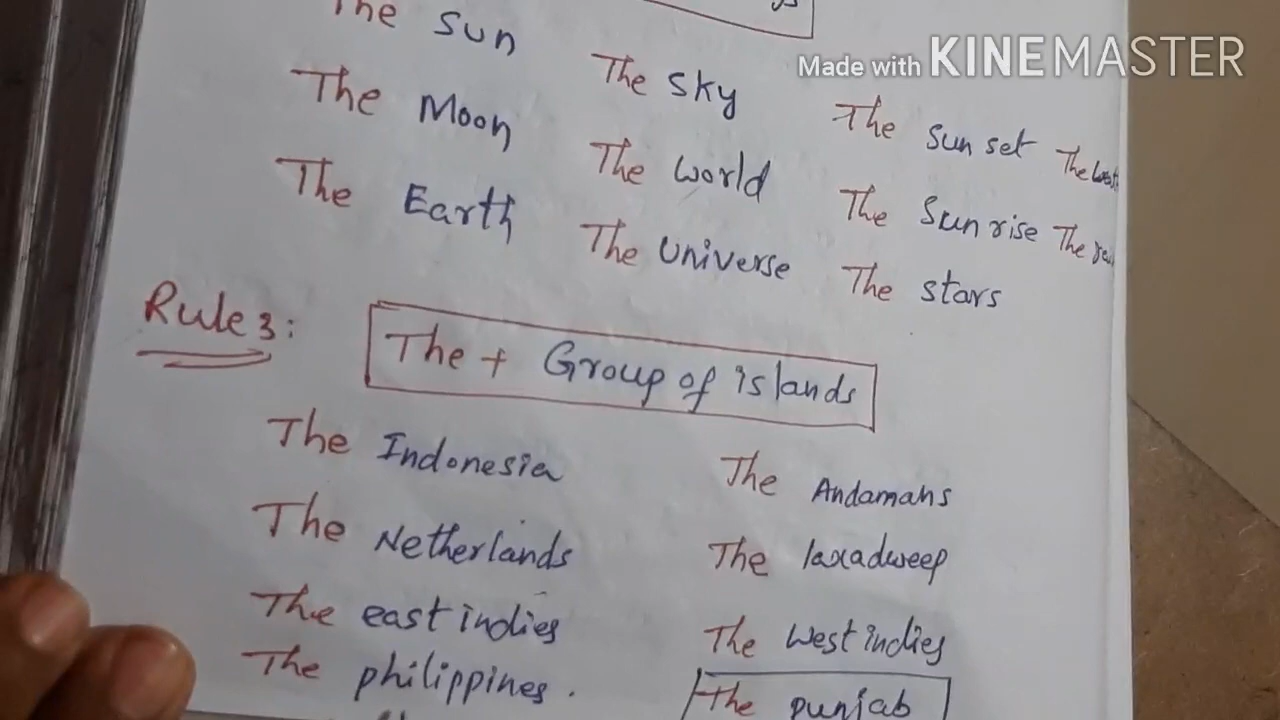 Made with KINEMASTER
The Sun
The Sky
The Sun set
The Moon
The world
The Sun rise The
The Earth
The Universe
The stars
Rule 3:
The + Group of islands
The Indonesia
The Andamans
The Netherlands
The laxadweep
The east indies
The West indies
The philippines.
The punjab